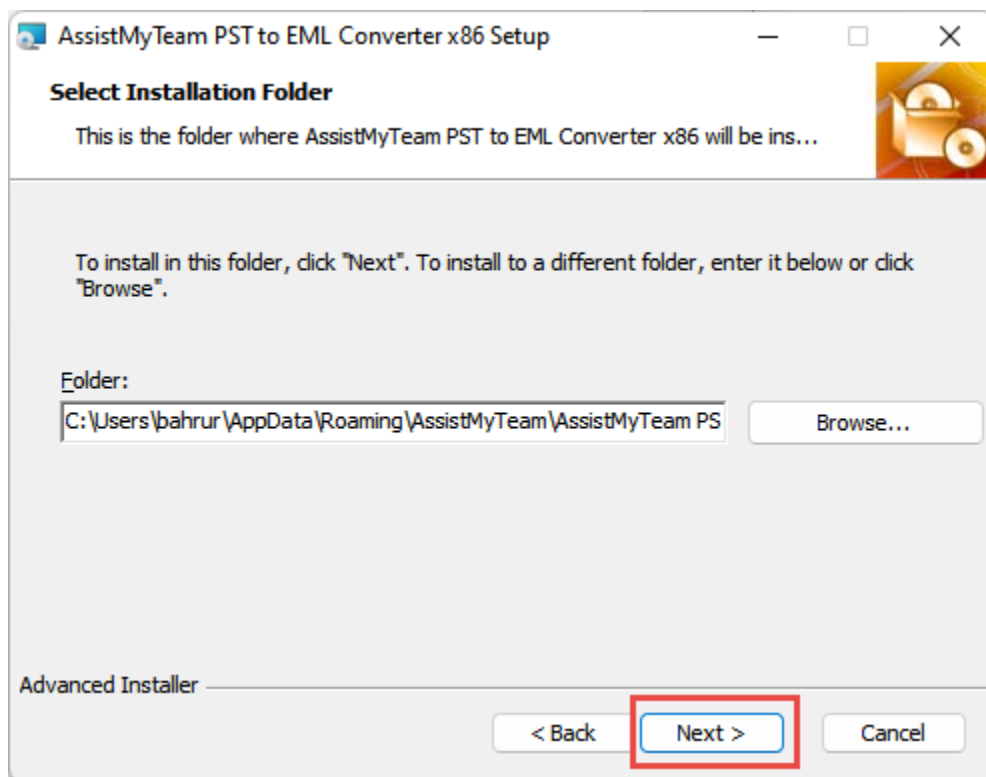 AssistMyTeam PST to EML Converter x86 Setup
Select Installation Folder
This is the folder where AssistMyTeam PST to EML Converter x86 will be ins...
To install in this folder, click "Next". To install to a different folder, enter it below or click
"Browse".
Folder:
C:\Users\bahrur\AppData\Roaming\AssistMyTeam\AssistMyTeam PS
Browse...
Advanced Installer
< Back
Next >
Cancel